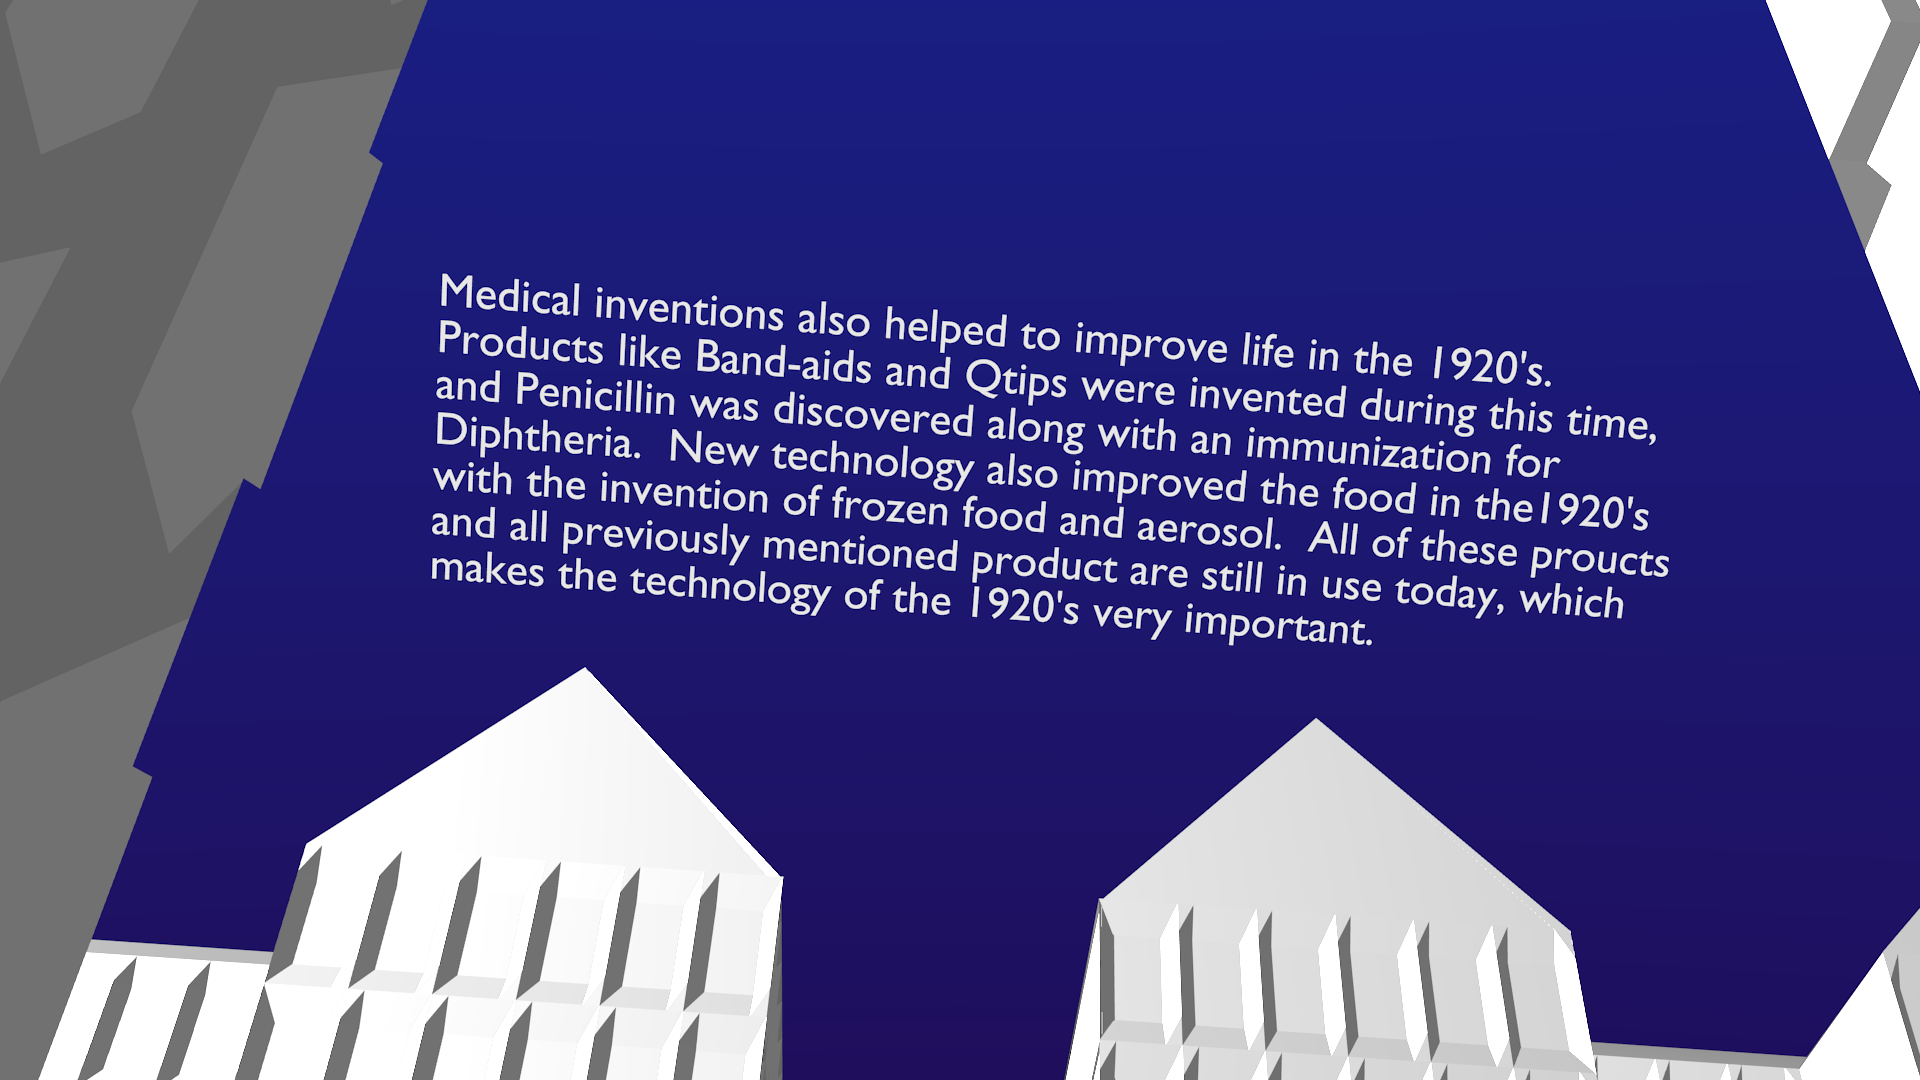 Medical inventions also helped to improve life in the 1920's.
Products like Band-aids and Qtips were invented during this time,
and Penicillin was discovered along with an immunization for
Diphtheria.  New technology also improved the food in the1920's
with the invention of frozen food and aerosol.  All of these proucts
and all previously mentioned product are still in use today, which
makes the technology of the 1920's very important.